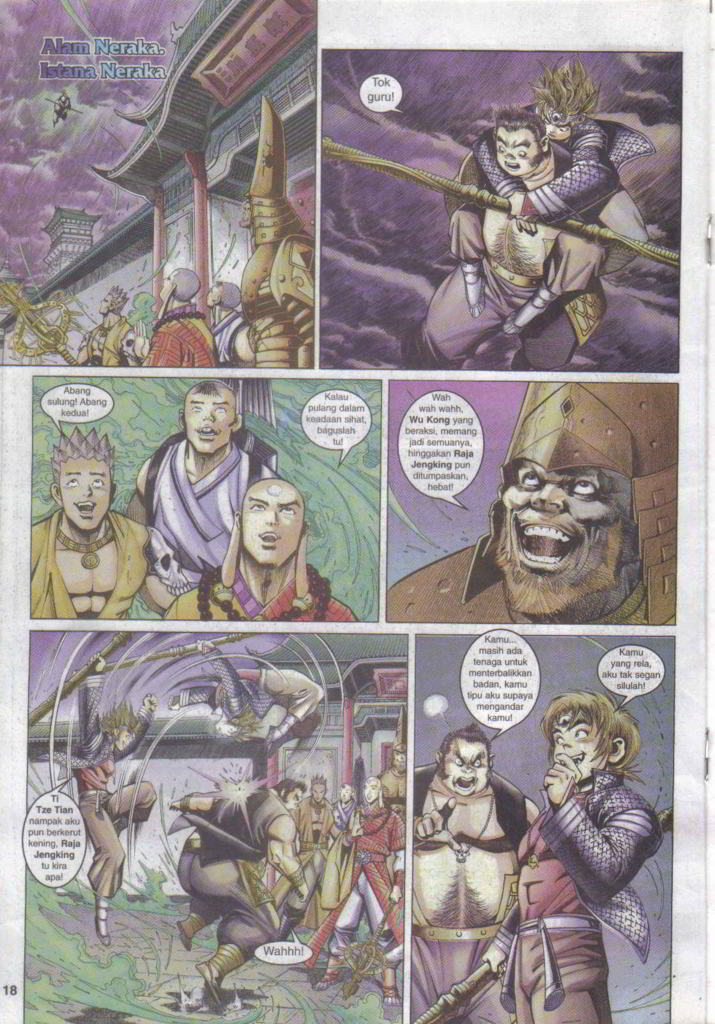 Alam Neraka.
Istana Neraka
Tok
guru!
Abang
sulung! Abang
kedua!
Kalau
pulang dalam
keadaan sihat,
baguslah
tu!
Wah
wah wahh,
Wu Kong yang
beraksi, memang
jadi semuanya,
hinggakan Raja
Jengking pun
ditumpaskan,
hebat!
Ti
Tze Tian
nampak aku
pun berkerut
kening, Raja
Jengking
tu kira
apa!
Wahhh!
Kamu...
masih ada
tenaga untuk
menterbalikkan
badan, kamu
tipu aku supaya
mengandar
kamu!
Kamu
yang rela,
aku tak segan
silulah!
18